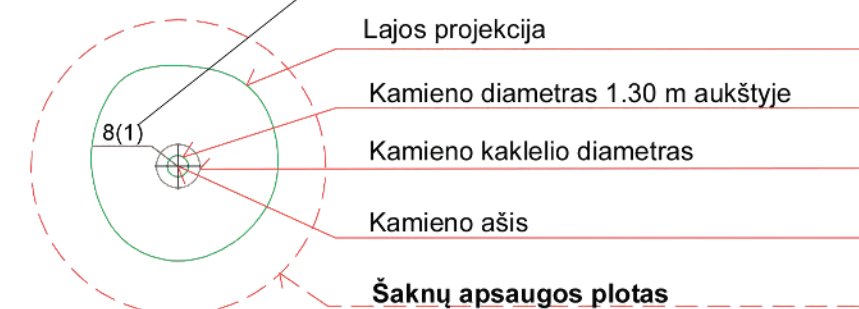 Lajos projekcija
Kamieno diametras 1.30 m aukštyje
8(1)
Kamieno kaklelio diametras
Kamieno ašis
Šaknų apsaugos plotas